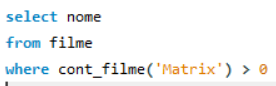 select nome
from filme
where cont_filme('Matrix') > 0